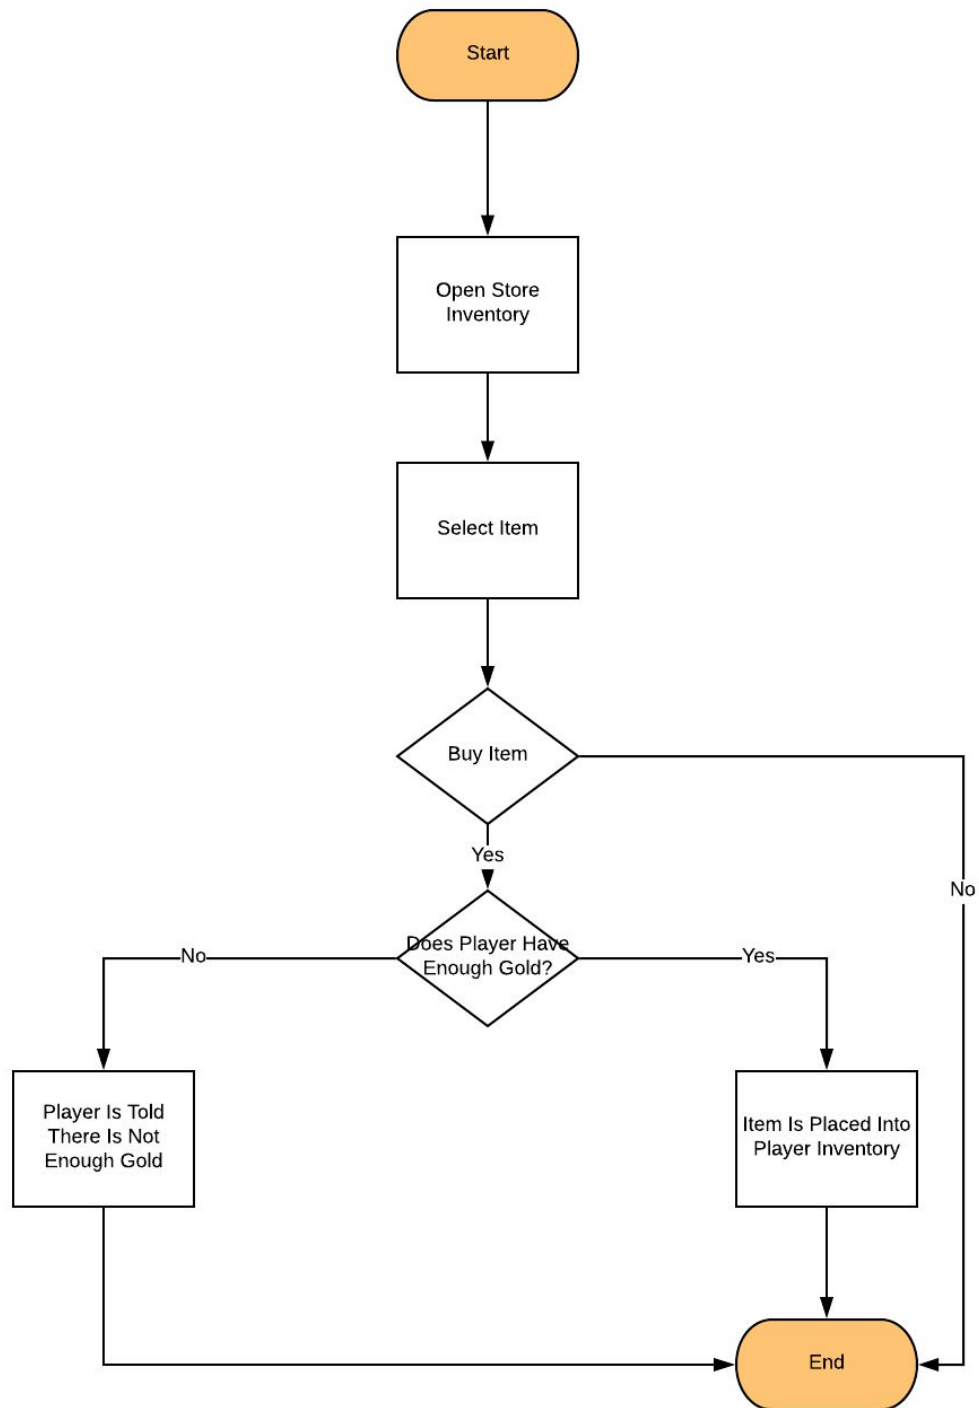 Start
Open Store
Inventory
Select Item
Buy Item
Yes
No
Does Player Have
Enough Gold?
No
Yes
Player Is Told
There Is Not
Enough Gold
Item Is Placed Into
Player Inventory
End